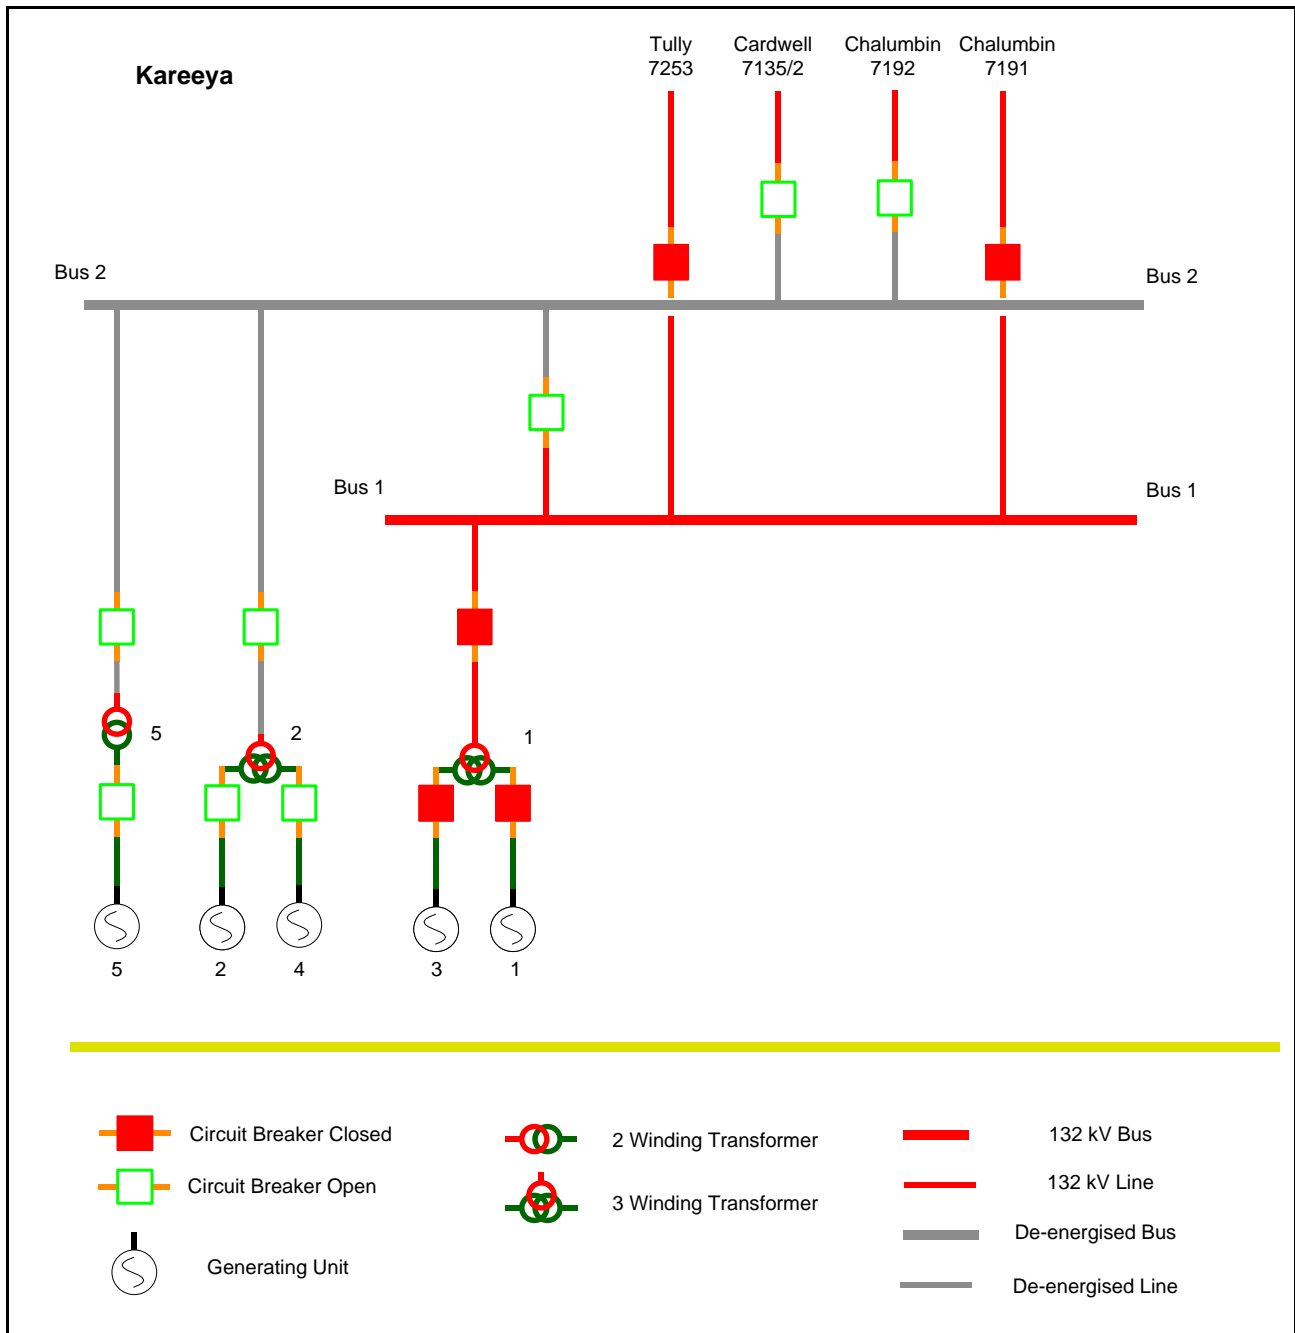 Kareeya
Tully
7253
Cardwell
7135/2
Chalumbin
7192
Chalumbin
7191
Bus 2
Bus 2
Bus 1
Bus 1
5
2
1
5
2
4
3
1
Circuit Breaker Closed
Circuit Breaker Open
Generating Unit
2 Winding Transformer
3 Winding Transformer
132 kV Bus
132 kV Line
De-energised Bus
De-energised Line